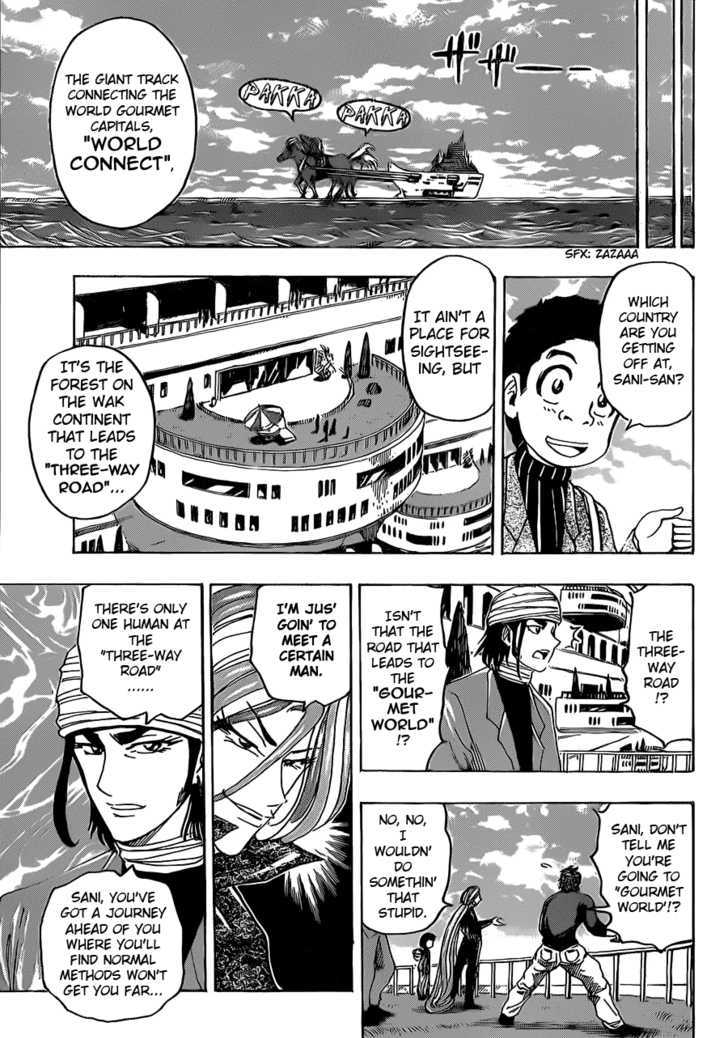 ザザーー
THE GIANT TRACK
CONNECTING THE
WORLD GOURMET
CAPITALS,
"WORLD
CONNECT",
PAKKA
PAKKA
SFX: ZAZAAA
WHICH
COUNTRY
ARE YOU
GETTING
OFF AT,
SANI-SAN?
IT AIN'T A
PLACE FOR
SIGHTSEE-
ING, BUT
IT'S THE
FOREST ON
THE WAK
CONTINENT
THAT LEADS
TO THE
"THREE-WAY
ROAD"...
THE
THREE-
WAY
ROAD
!?
ISN'T
THAT THE
ROAD THAT
LEADS TO
THE
"GOUR-
MET
WORLD"
!?
SANI, DON'T
TELL ME
YOU'RE
GOING TO
"GOURMET
WORLD'!?
NO, NO,
I
WOULDN'
DO
SOMETHIN'
THAT
STUPID.
I'M JUS'
GOIN' TO
MEET A
CERTAIN
MAN.
THERE'S ONLY
ONE HUMAN AT
THE
"THREE-WAY
ROAD"
......
SANI, YOU'VE
GOT A JOURNEY
AHEAD OF YOU
WHERE YOU'LL
FIND NORMAL
METHODS WON'T
GET YOU FAR...